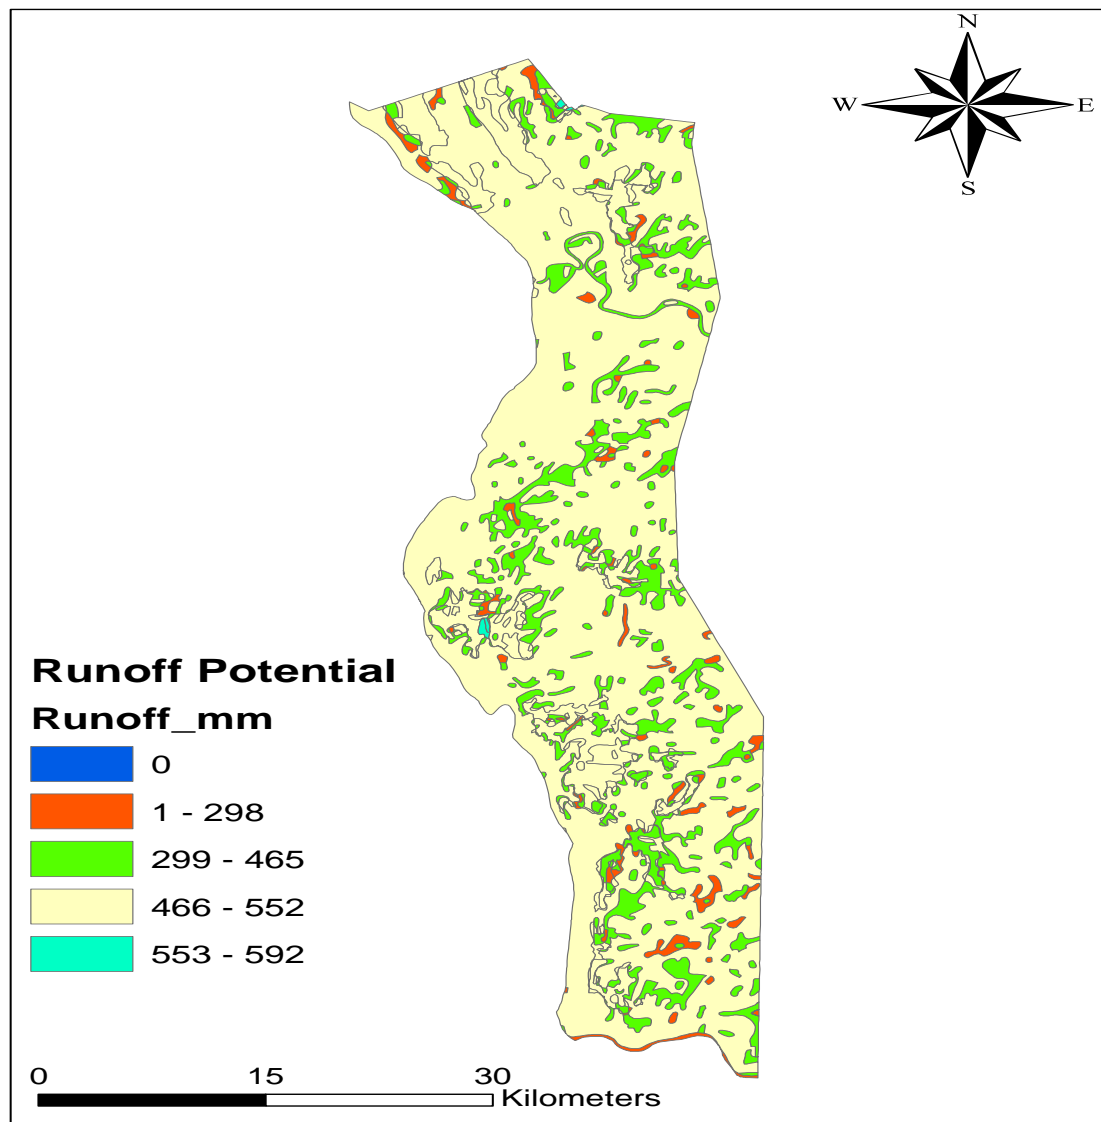 N
W E
S
Runoff Potential
Runoff_mm
0
1 - 298
299 - 465
466 - 552
553 - 592
0 15 30
Kilometers